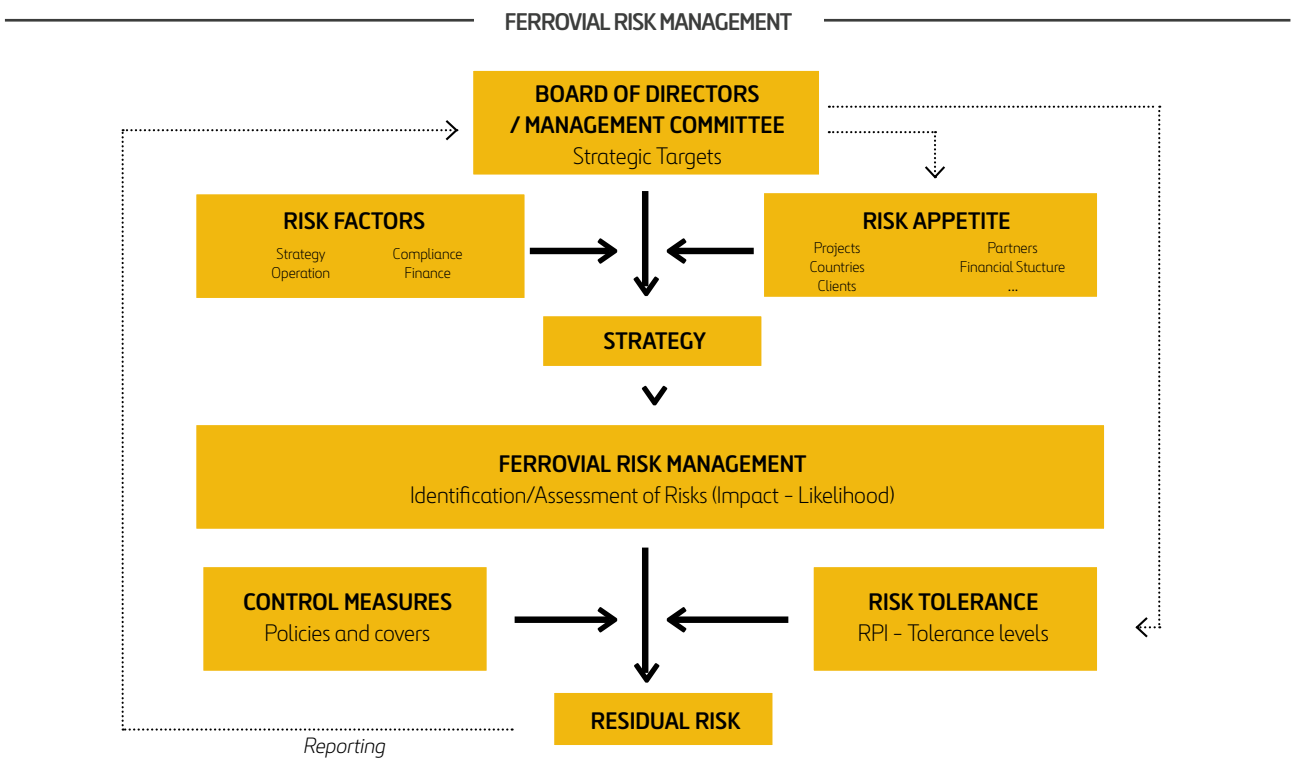 FERROVIAL RISK MANAGEMENT
BOARD OF DIRECTORS
/ MANAGEMENT COMMITTEE
Strategic Targets
RISK FACTORS
Strategy
Operation
Compliance
Finance
RISK APPETITE
Projects
Countries
Clients
Partners
Financial Stucture
...
STRATEGY
FERROVIAL RISK MANAGEMENT
Identification/Assessment of Risks (Impact – Likelihood)
CONTROL MEASURES
Policies and covers
RISK TOLERANCE
RPI – Tolerance levels
RESIDUAL RISK
Reporting